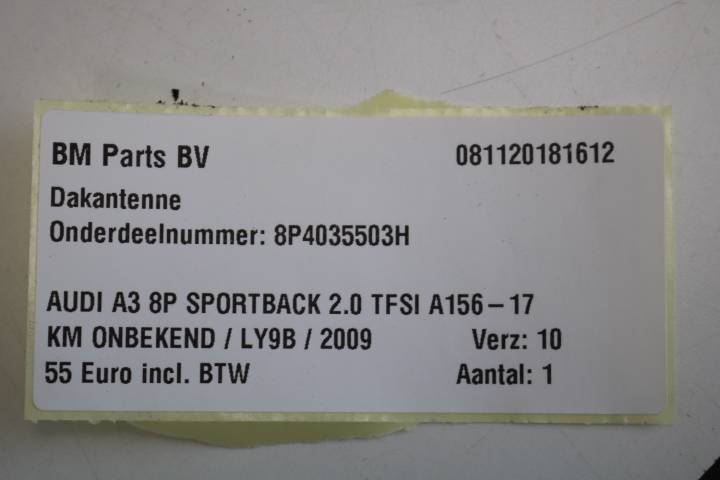 BM Parts BV 081120181612
Dakantenne
Onderdeelnummer: 8P4035503H
AUDI A3 8P SPORTBACK 2.0 TFSI A156-17
KM ONBEKEND / LY9B / 2009 Verz: 10
55 Euro incl. BTW Aantal: 1